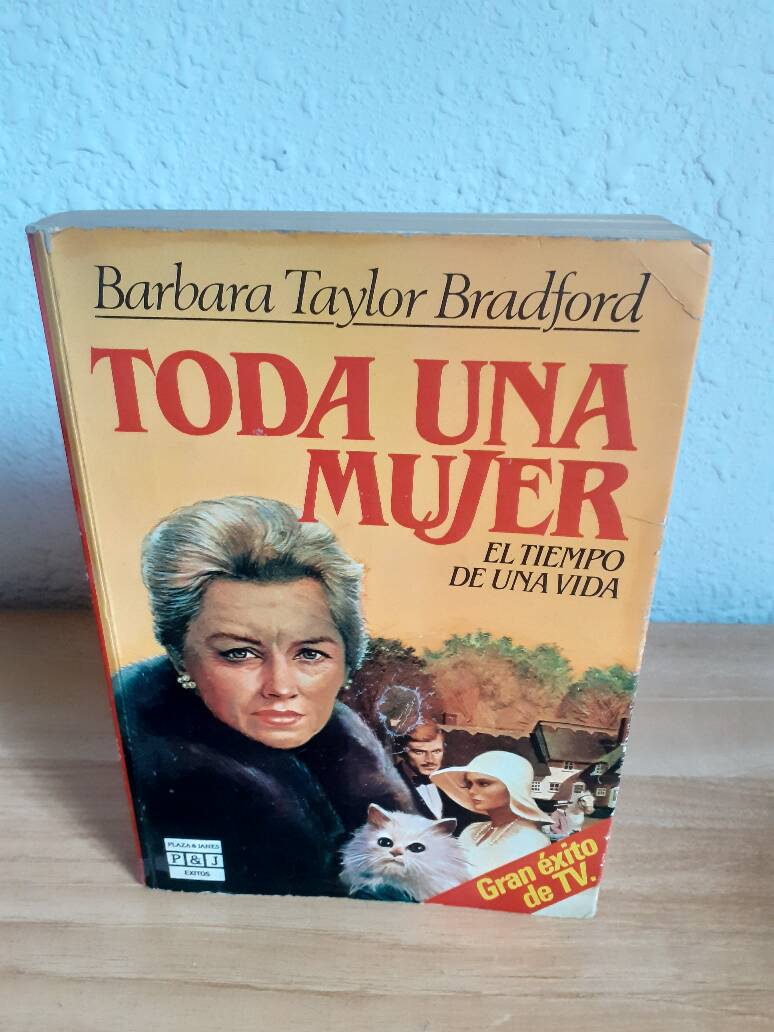 Barbara Taylor Bradford
TODA UNA
MUJER
EL TIEMPO
DE UNA VIDA
PLAZA & JANES
P & J
EXITOS
Gran éxito
de TV.